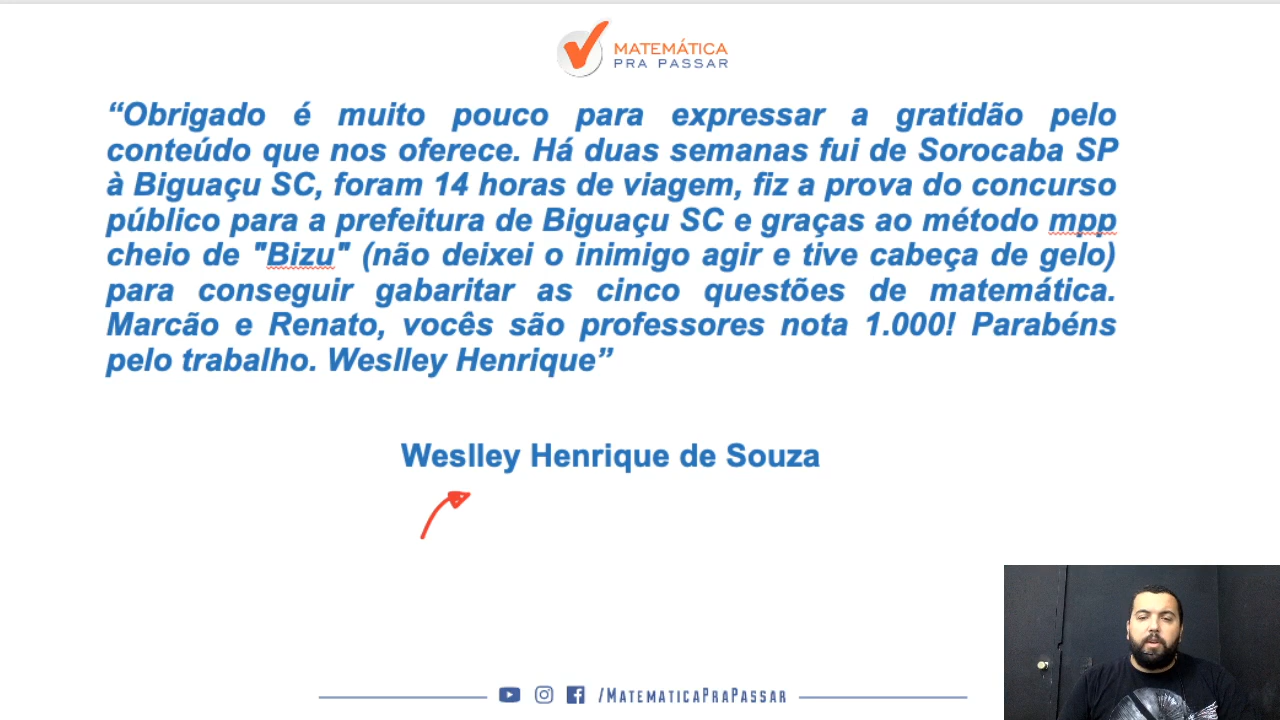 MATEMÁTICA
PRA PASSAR
“Obrigado é muito pouco para expressar a gratidão pelo
conteúdo que nos oferece. Há duas semanas fui de Sorocaba SP
à Biguaçu SC, foram 14 horas de viagem, fiz a prova do concurso
público para a prefeitura de Biguaçu SC e graças ao método mpp
cheio de "Bizu" (não deixei o inimigo agir e tive cabeça de gelo)
para conseguir gabaritar as cinco questões de matemática.
Marcão e Renato, vocês são professores nota 1.000! Parabéns
pelo trabalho. Weslley Henrique”
Weslley Henrique de Souza
/MatematicaPraPassar